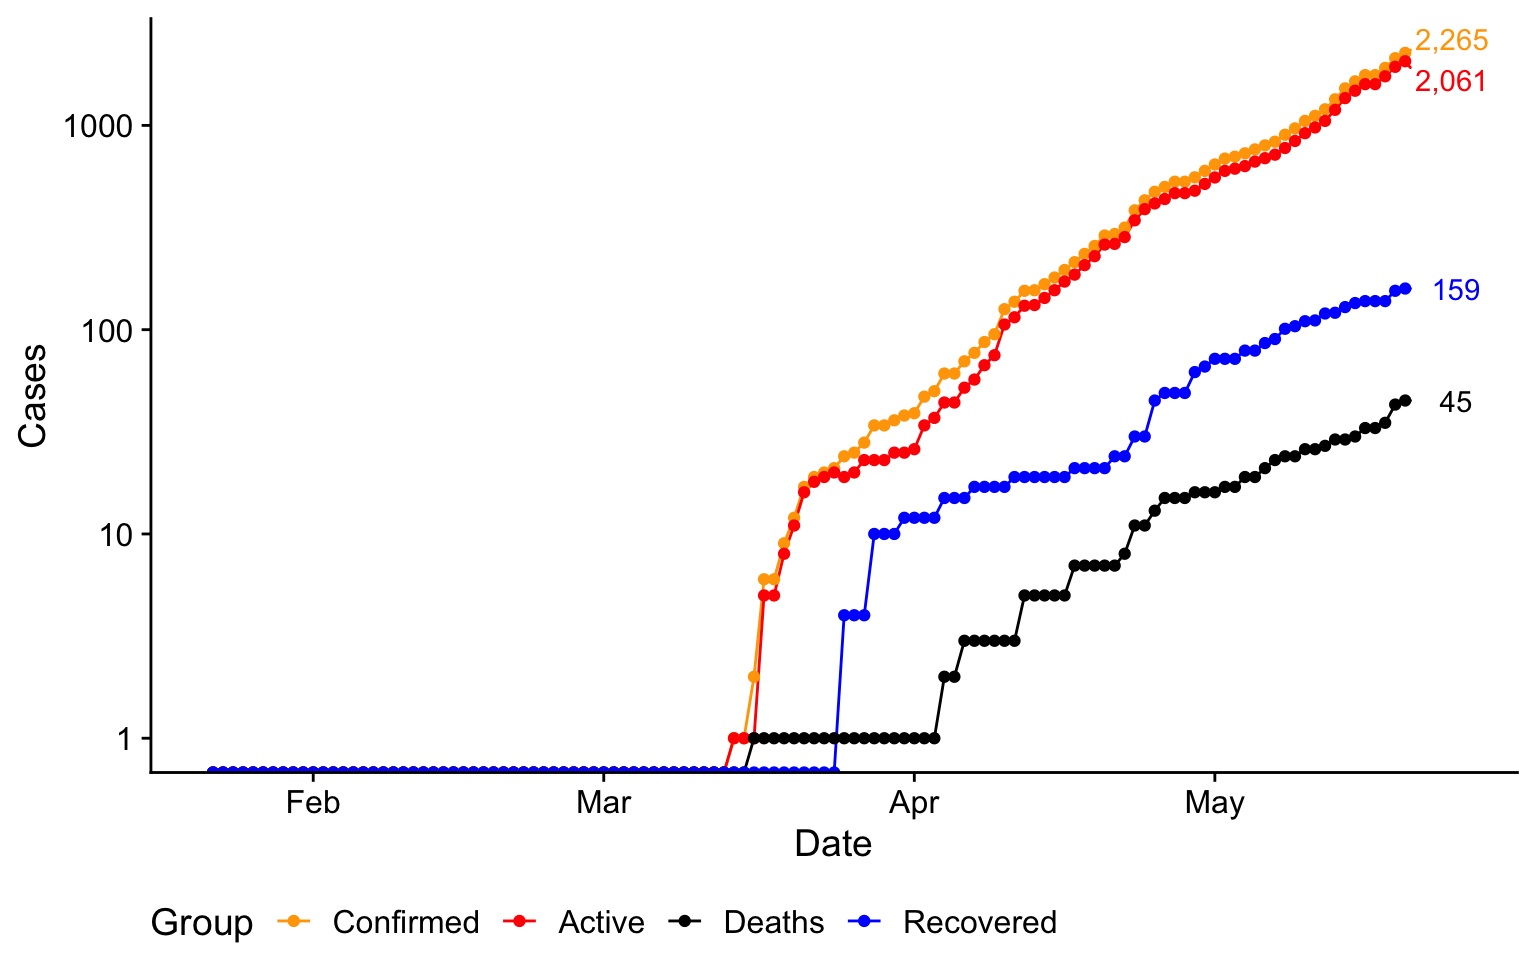 2,265
2,061
1000
100
159
45
10
1
Cases
Feb Mar Apr May
Date
Group Confirmed Active Deaths Recovered